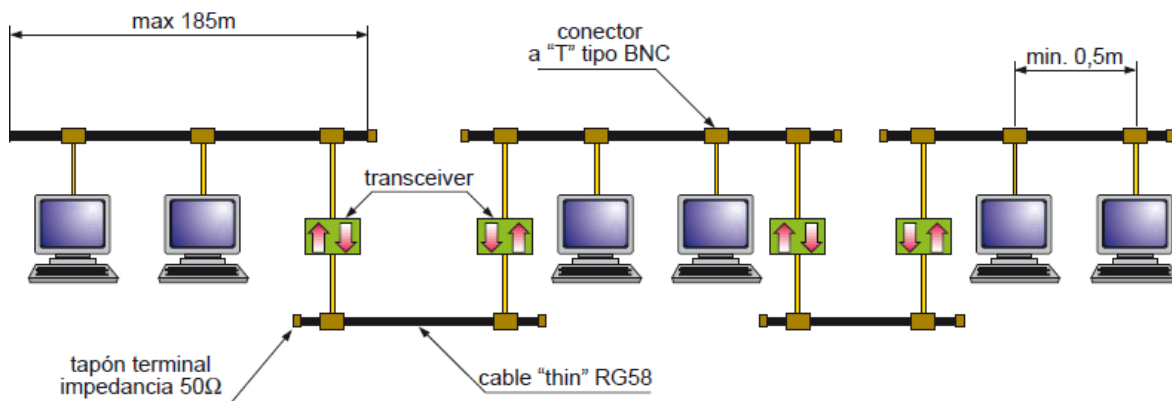 max 185m
conector
a “T” tipo BNC
min. 0,5m
transceiver
tapón terminal
impedancia 50Ω
cable “thin” RG58